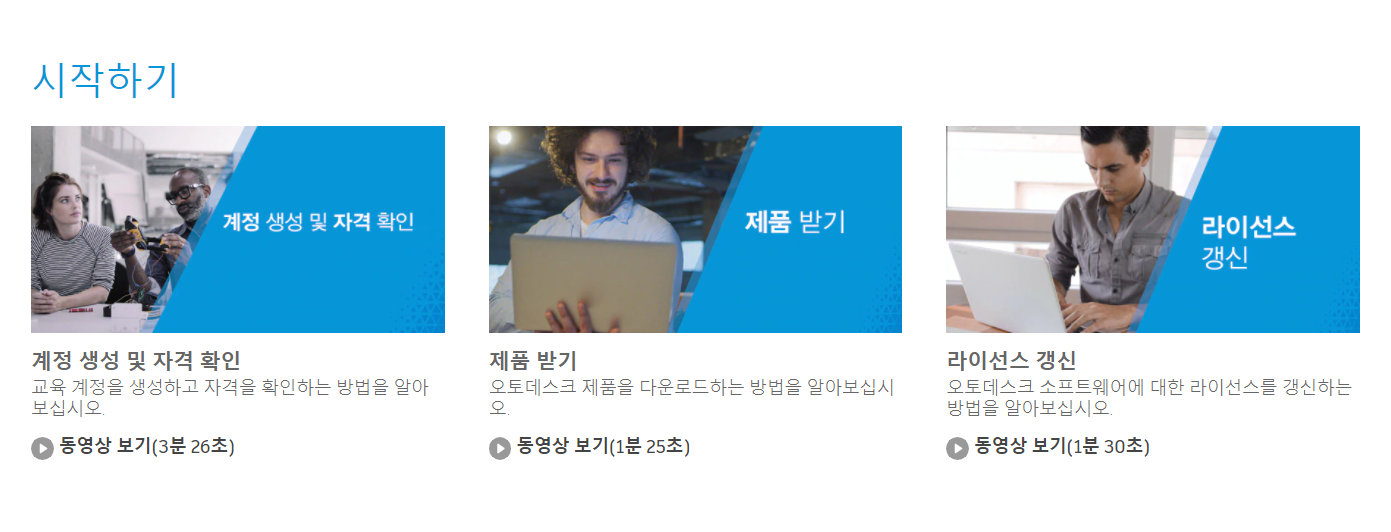 시작하기
계정 생성 및 자격 확인
제품 받기
라이선스
갱신
계정 생성 및 자격 확인
교육 계정을 생성하고 자격을 확인하는 방법을 알아
보십시오.
동영상 보기(3분 26초)
제품 받기
오토데스크 제품을 다운로드하는 방법을 알아보십시
오.
동영상 보기(1분 25초)
라이선스 갱신
오토데스크 소프트웨어에 대한 라이선스를 갱신하는
방법을 알아보십시오.
동영상 보기(1분 30초)